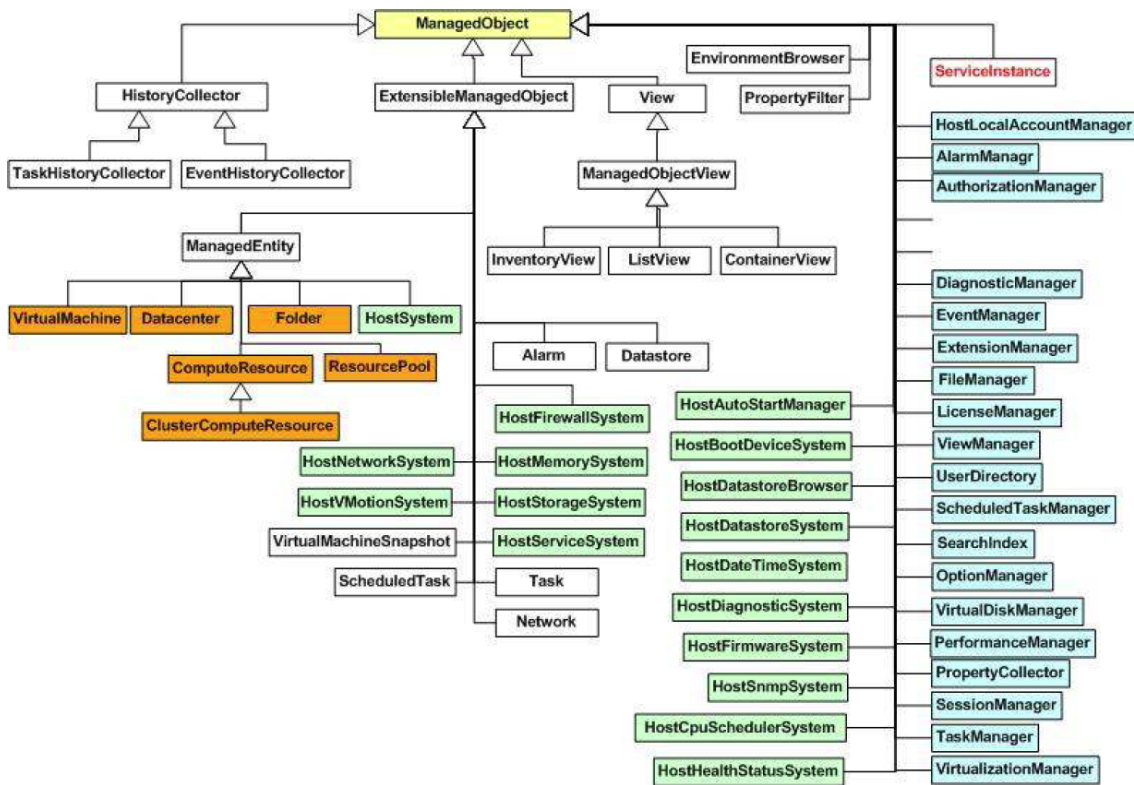 ManagedObject
EnvironmentBrowser
ServiceInstance
HistoryCollector
ExtensibleManagedObject
View
PropertyFilter
HostLocalAccountManager
AlarmManagr
AuthorizationManager
TaskHistoryCollector
EventHistoryCollector
ManagedObjectView
ManagedEntity
InventoryView
ListView
ContainerView
DiagnosticManager
EventManager
ExtensionManager
FileManager
LicenseManager
ViewManager
UserDirectory
ScheduledTaskManager
SearchIndex
OptionManager
VirtualDiskManager
PerformanceManager
PropertyCollector
SessionManager
TaskManager
VirtualizationManager
VirtualMachine
Datacenter
Folder
HostSystem
ComputeResource
ResourcePool
ClusterComputeResource
Alarm
Datastore
HostFirewallSystem
HostNetworkSystem
HostMemorySystem
HostVMotionSystem
HostStorageSystem
VirtualMachineSnapshot
HostServiceSystem
ScheduledTask
Task
Network
HostAutoStartManager
HostBootDeviceSystem
HostDatastoreBrowser
HostDatastoreSystem
HostDateTimeSystem
HostDiagnosticSystem
HostFirmwareSystem
HostSnmpSystem
HostCpuSchedulerSystem
HostHealthStatusSystem